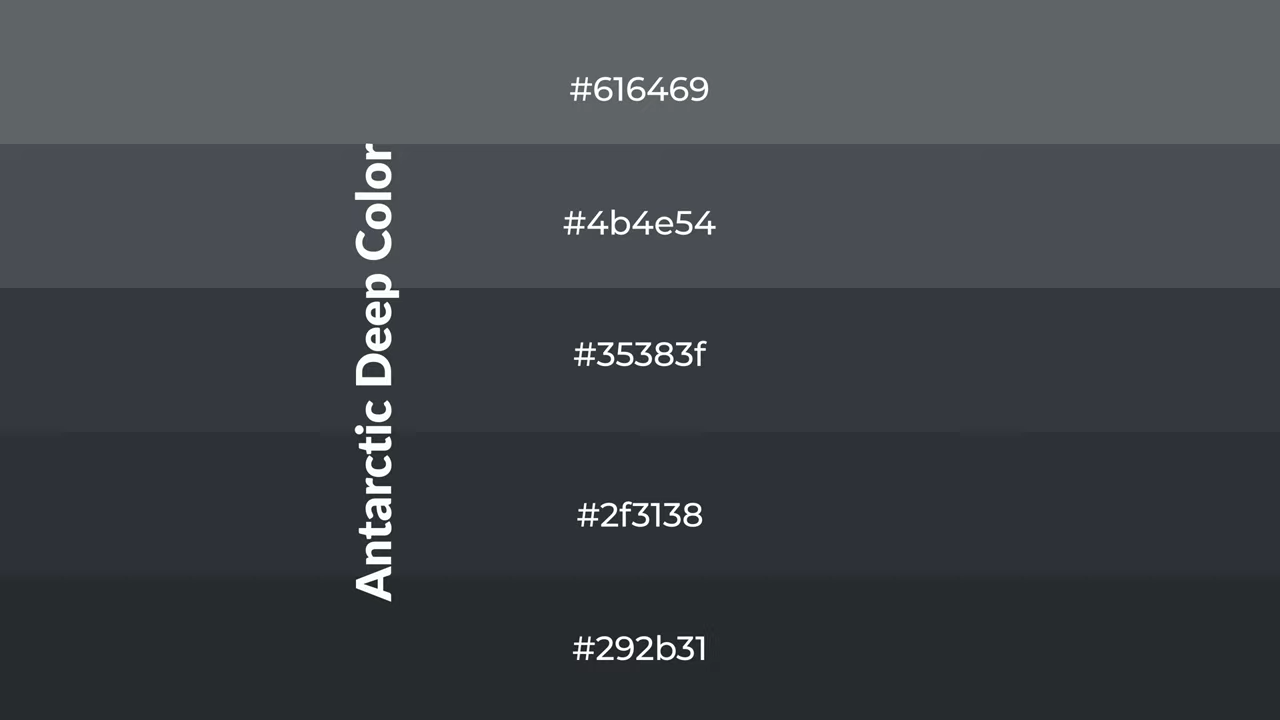 #616469
#4b4e54
Antarctic Deep Color
#35383f
#2f3138
#292b31